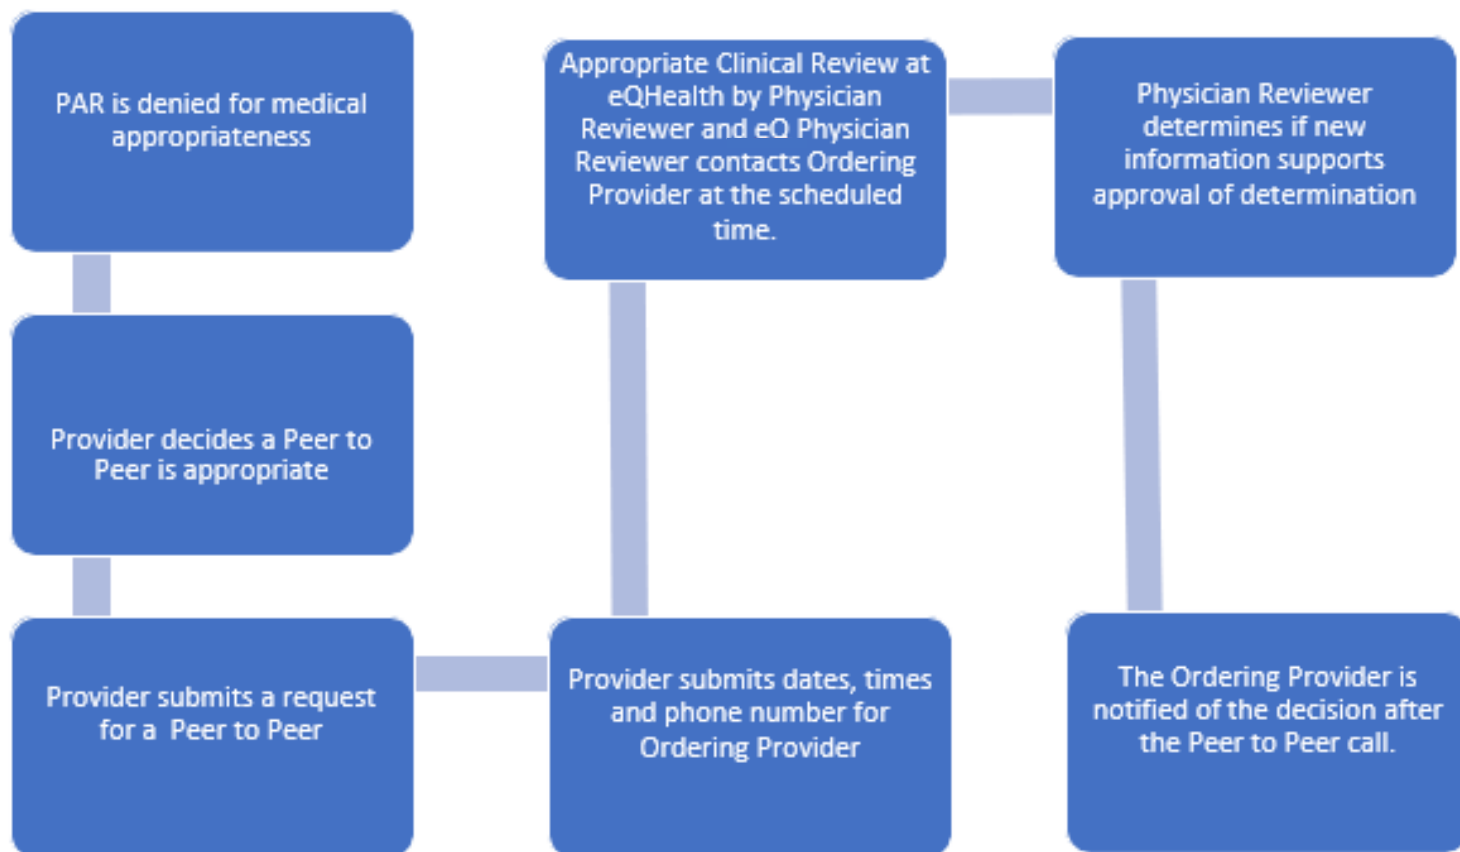 PAR is denied for medical
appropriateness
Provider decides a Peer to
Peer is appropriate
Provider submits a request
for a  Peer to Peer
Provider submits dates, times
and phone number for
Ordering Provider
Appropriate Clinical Review at
eQHealth by Physician
Reviewer and eQ Physician
Reviewer contacts Ordering
Provider at the scheduled
time.
Physician Reviewer
determines if new
information supports
approval of determination
The Ordering Provider is
notified of the decision after
the Peer to Peer call.